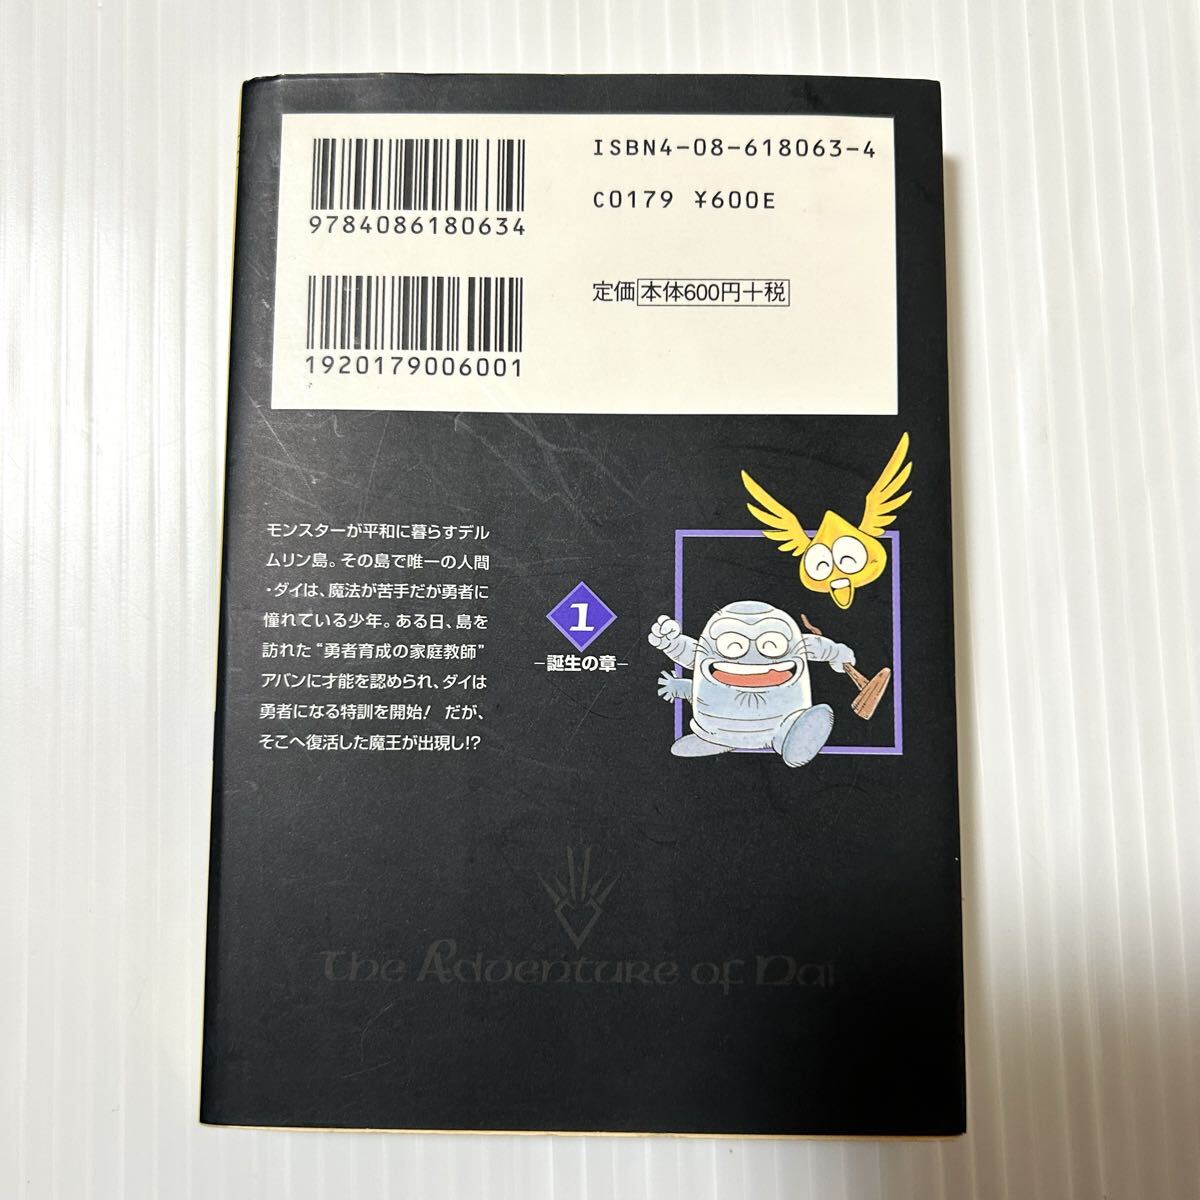 9784086180634
ISBN4-08-618063-4
C0179 ¥600E
1920179006001
定価 本体600円+税
モンスターが平和に暮らすデル
ムリン島。その島で唯一の人間
・ダイは、魔法が苦手だが勇者に
憧れている少年。ある日、島を
訪れた“勇者育成の家庭教師”
アバンに才能を認められ、ダイは
勇者になる特訓を開始! だが、
そこへ復活した魔王が出現し!?
1
-誕生の章-
The Adventure of Dai